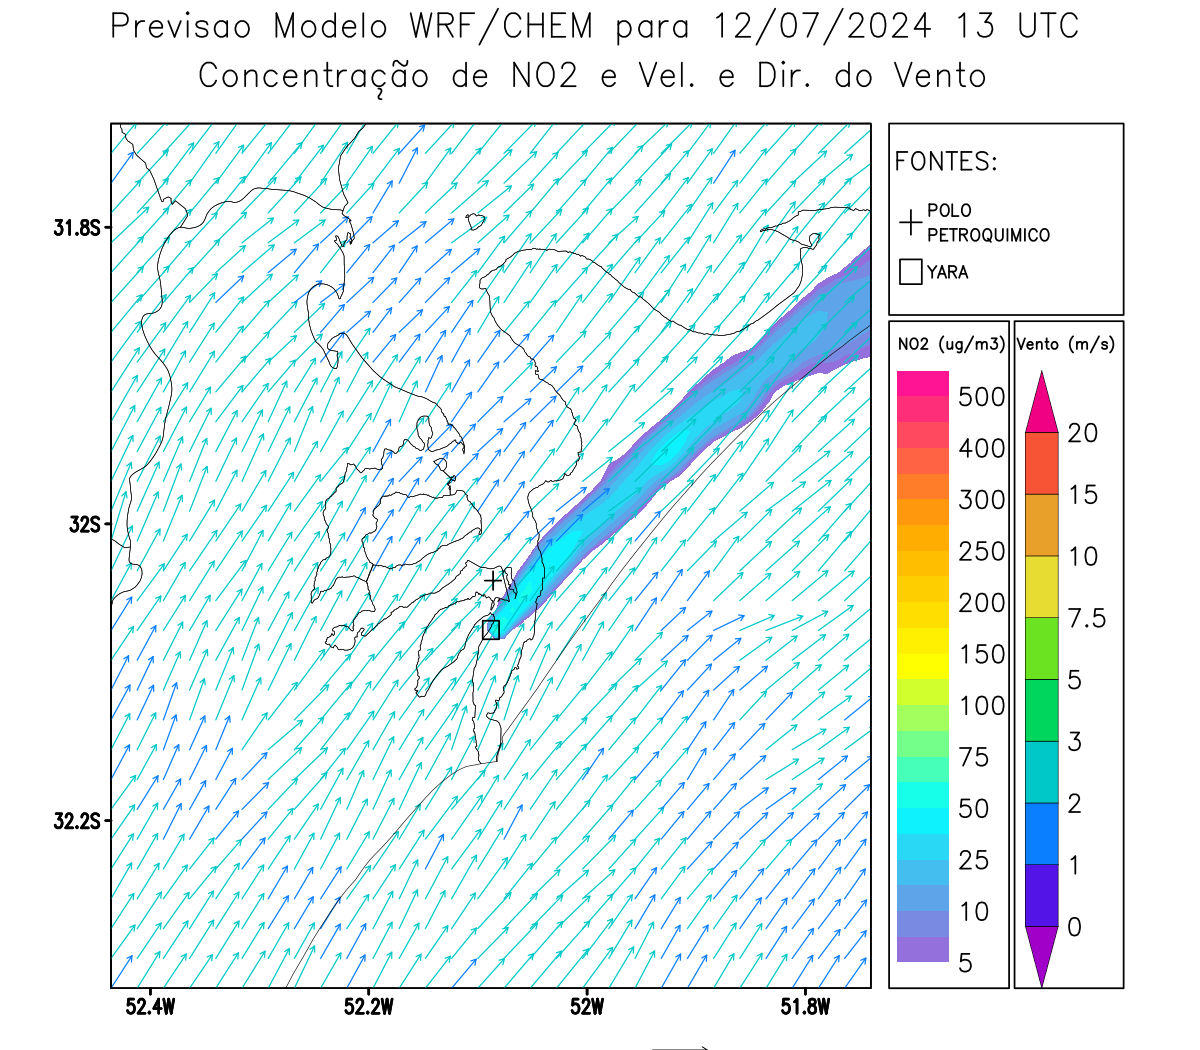 Previsao Modelo WRF/CHEM para 12/07/2024 13 UTC
Concentração de NO2 e Vel. e Dir. do Vento
FONTES:
POLO
PETROQUIMICO
YARA
31.8S
32S
32.2S
52.4W
52.2W
52W
51.8W
NO2 (ug/m3)
500
400
300
250
200
150
100
75
50
25
10
5
Vento (m/s)
20
15
10
7.5
5
3
2
1
0